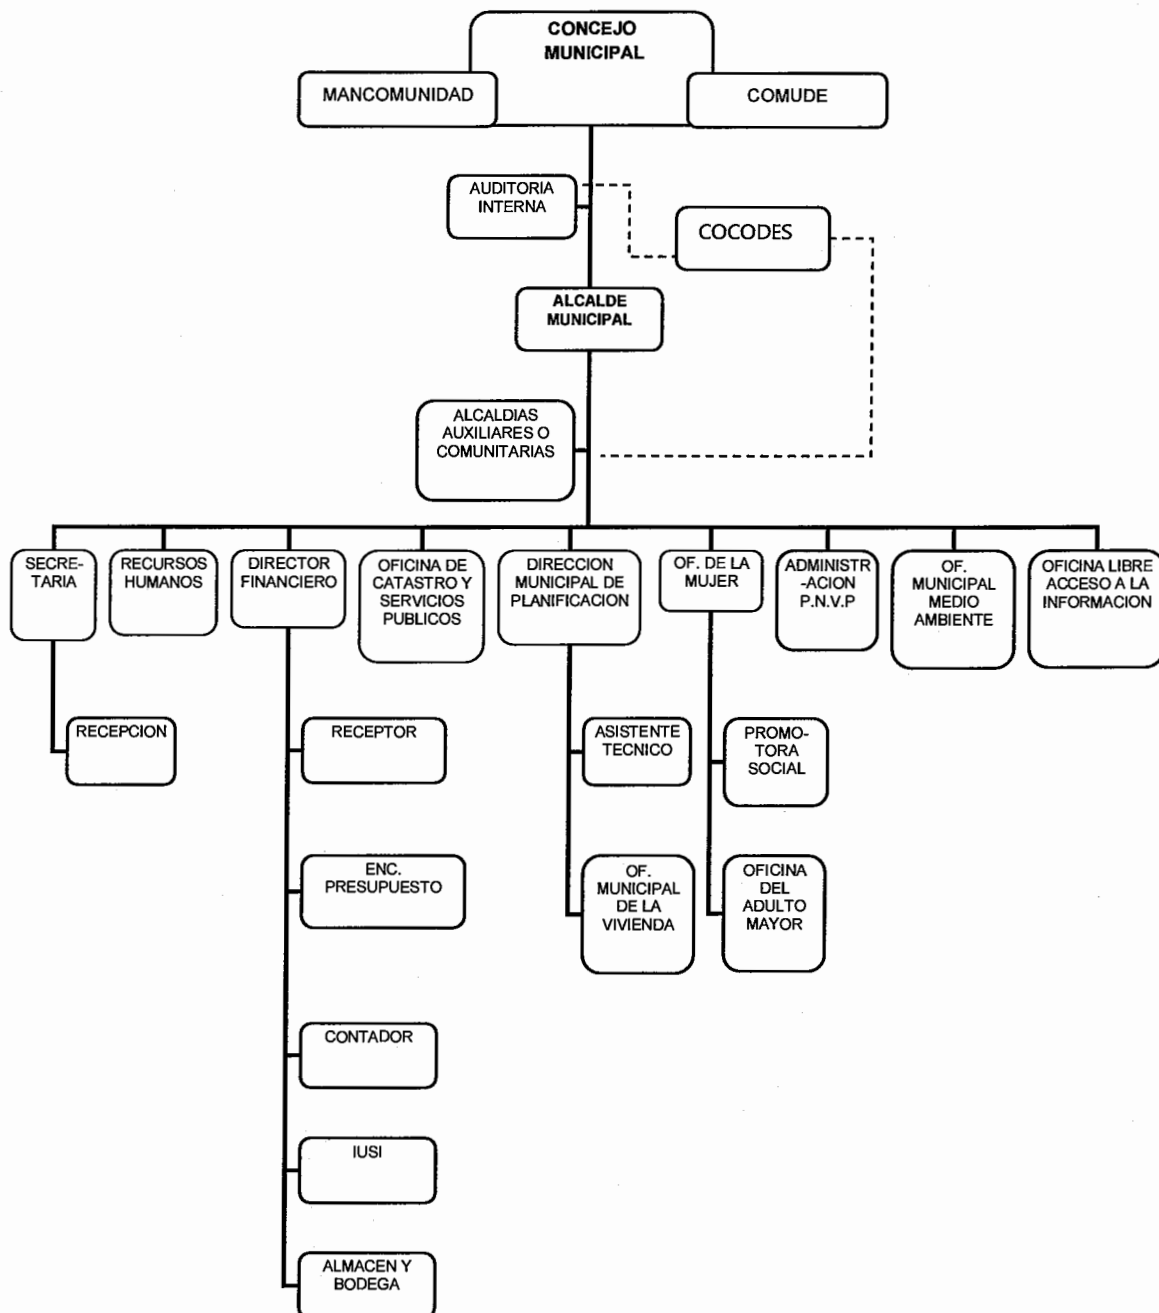 CONCEJO
MUNICIPAL
MANCOMUNIDAD
COMUDE
AUDITORIA
INTERNA
COCODES
ALCALDE
MUNICIPAL
ALCALDIAS
AUXILIARES O
COMUNITARIAS
SECRE-
TARIA
RECURSOS
HUMANOS
DIRECTOR
FINANCIERO
OFICINA DE
CATASTRO Y
SERVICIOS
PUBLICOS
DIRECCION
MUNICIPAL DE
PLANIFICACION
OF. DE LA
MUJER
ADMINISTR
-ACION
P.N.V.P
OF.
MUNICIPAL
MEDIO
AMBIENTE
OFICINA LIBRE
ACCESO A LA
INFORMACION
RECEPCION
RECEPTOR
ASISTENTE
TECNICO
PROMO-
TORA
SOCIAL
ENC.
PRESUPUESTO
OF.
MUNICIPAL
DE LA
VIVIENDA
OFICINA
DEL
ADULTO
MAYOR
CONTADOR
IUSI
ALMACEN Y
BODEGA